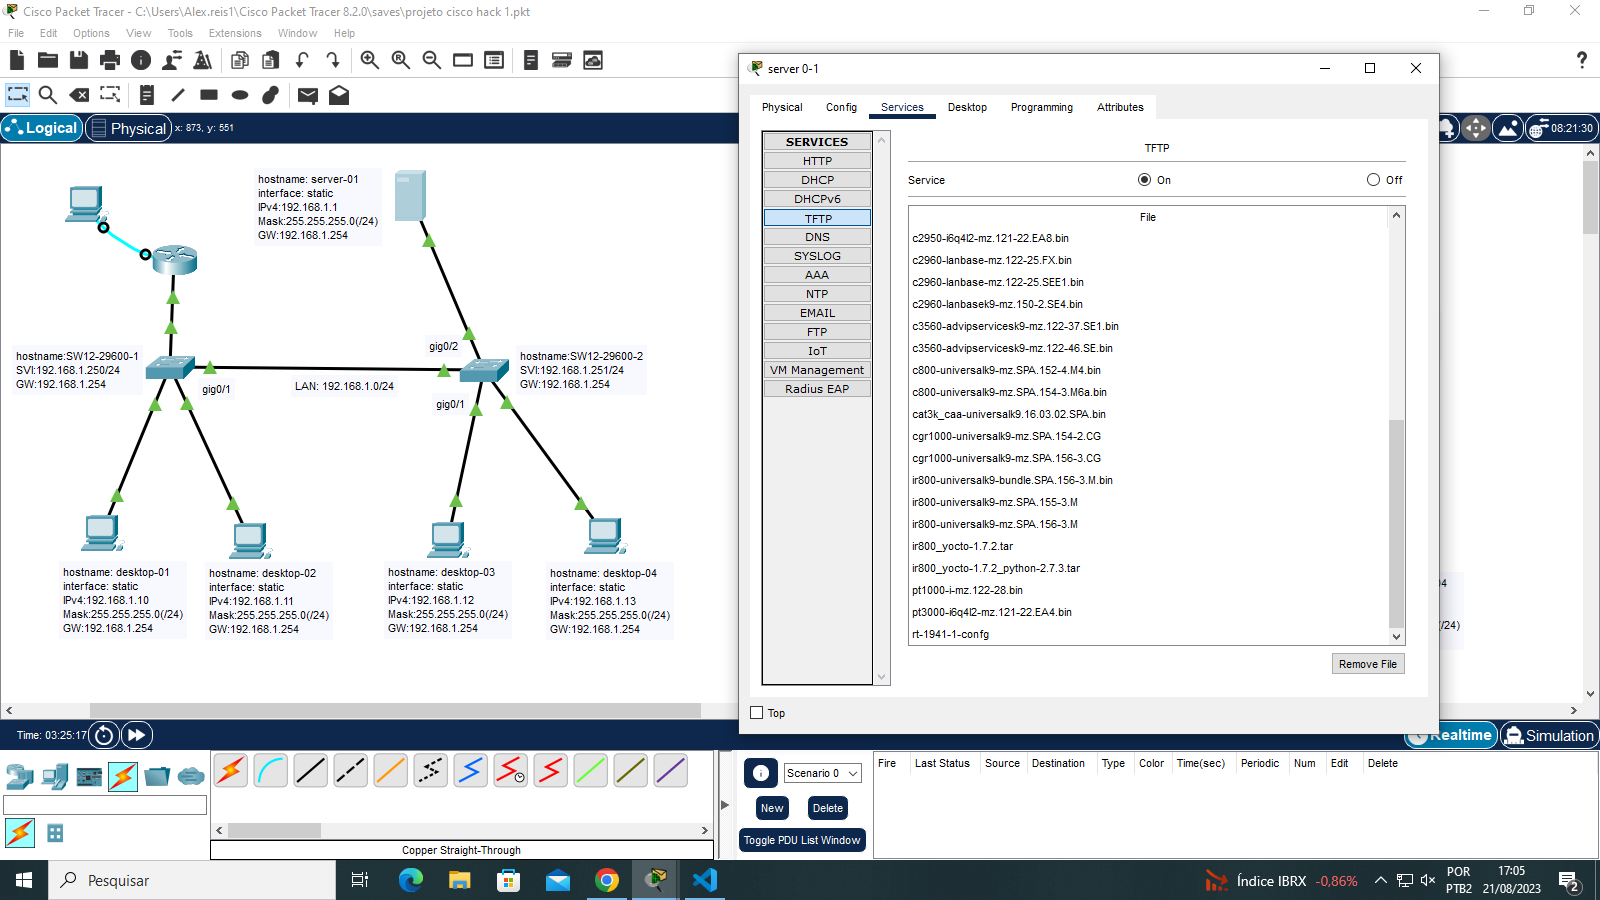 Cisco Packet Tracer - C:\Users\Alex.reis1\Cisco Packet Tracer 8.2.0\saves\projeto cisco hack 1.pkt
File Edit Options View Tools Extensions Window Help
?
Logical
Physical
x: 873, y: 551
08:21:30
hostname: server-01
interface: static
IPv4:192.168.1.1
Mask:255.255.255.0(/24)
GW:192.168.1.254
hostname:SW12-29600-1
SVI:192.168.1.250/24
GW:192.168.1.254
gig0/1
LAN: 192.168.1.0/24
gig0/2
gig0/1
hostname:SW12-29600-2
SVI:192.168.1.251/24
GW:192.168.1.254
hostname: desktop-01
interface: static
IPv4:192.168.1.10
Mask:255.255.255.0(/24)
GW:192.168.1.254
hostname: desktop-02
interface: static
IPv4:192.168.1.11
Mask:255.255.255.0(/24)
GW:192.168.1.254
hostname: desktop-03
interface: static
IPv4:192.168.1.12
Mask:255.255.255.0(/24)
GW:192.168.1.254
hostname: desktop-04
interface: static
IPv4:192.168.1.13
Mask:255.255.255.0(/24)
GW:192.168.1.254
server 0-1
Physical Config Services Desktop Programming Attributes
SERVICES
HTTP
DHCP
DHCPv6
TFTP
DNS
SYSLOG
AAA
NTP
EMAIL
FTP
IoT
VM Management
Radius EAP
TFTP
Service On Off
File
c2950-i6q4l2-mz.121-22.EA8.bin
c2960-lanbase-mz.122-25.FX.bin
c2960-lanbase-mz.122-25.SEE1.bin
c2960-lanbasek9-mz.150-2.SE4.bin
c3560-advipservicesk9-mz.122-37.SE1.bin
c3560-advipservicesk9-mz.122-46.SE.bin
c800-universalk9-mz.SPA.152-4.M4.bin
c800-universalk9-mz.SPA.154-3.M6a.bin
cat3k_caa-universalk9.16.03.02.SPA.bin
cgr1000-universalk9-mz.SPA.154-2.CG
cgr1000-universalk9-mz.SPA.156-3.CG
ir800-universalk9-bundle.SPA.156-3.M.bin
ir800-universalk9-mz.SPA.155-3.M
ir800-universalk9-mz.SPA.156-3.M
ir800_yocto-1.7.2.tar
ir800_yocto-1.7.2_python-2.7.3.tar
pt1000-i-mz.122-28.bin
pt3000-i6q4l2-mz.121-22.EA4.bin
rt-1941-1-confg
Remove File
Top
/24)
Time: 03:25:17
Realtime
Simulation
Copper Straight-Through
Scenario 0
New Delete
Toggle PDU List Window
Fire Last Status Source Destination Type Color Time(sec) Periodic Num Edit Delete
Pesquisar
Índice IBRX -0,86%
POR
PTB2
17:05
21/08/2023
2